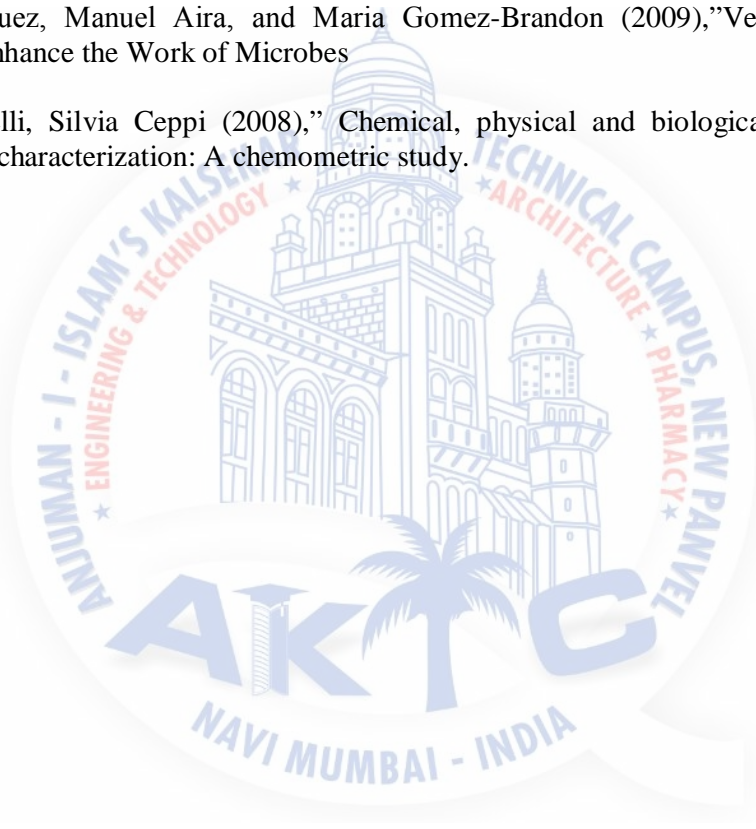 uez, Manuel Aira, and Maria Gomez-Brandon (2009),”Ve
nhance the Work of Microbes
lli, Silvia Ceppi (2008),” Chemical, physical and biologica
characterization: A chemometric study.
ANJUMAN - I - ISLAM'S KALSEKAR TECHNICAL CAMPUS, NEW PANVEL
★ ENGINEERING & TECHNOLOGY ★ ★ ARCHITECTURE ★ PHARMACY ★
AKTC
NAVI MUMBAI - INDIA